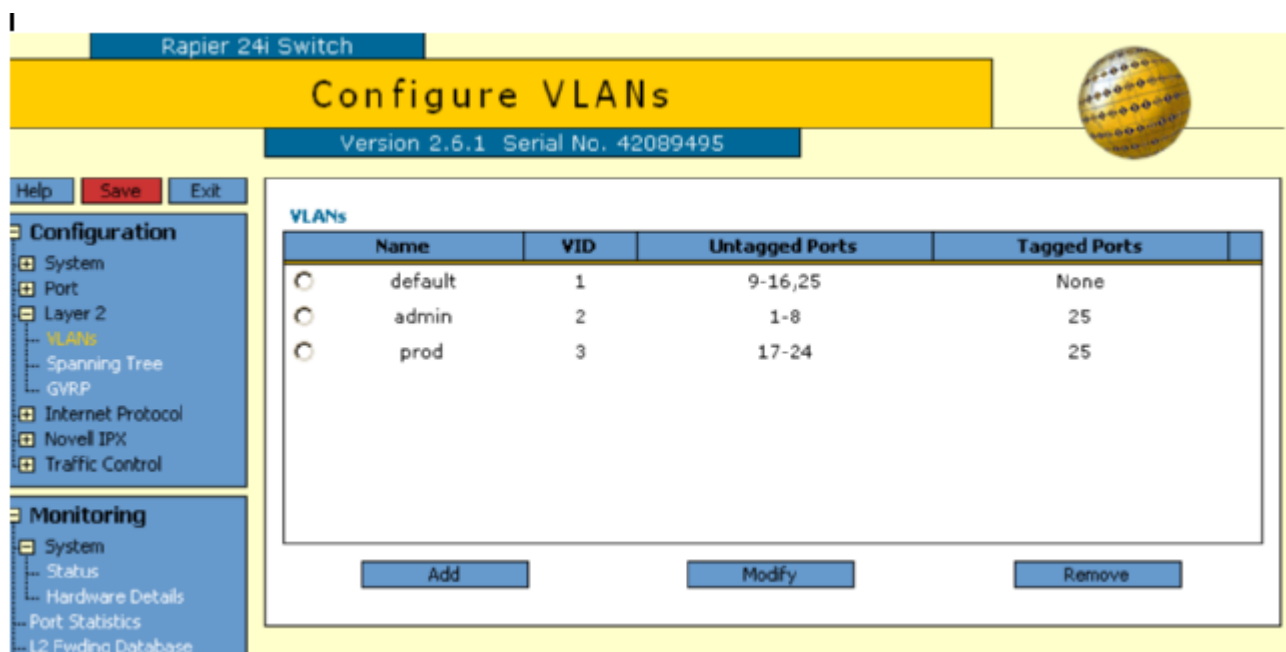 Rapier 24i Switch
Configure VLANs
Version 2.6.1 Serial No. 42089495
Help Save Exit
Configuration
System
Port
Layer 2
VLANs
Spanning Tree
GVRP
Internet Protocol
Novell IPX
Traffic Control
Monitoring
System
Status
Hardware Details
Port Statistics
L2 Fwding Database
VLANs
Name VID Untagged Ports Tagged Ports
default 1 9-16,25 None
admin 2 1-8 25
prod 3 17-24 25
Add Modify Remove